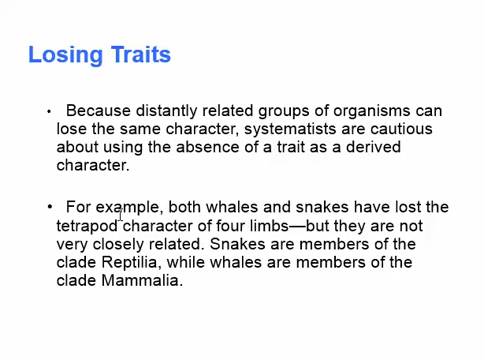 Losing Traits
• Because distantly related groups of organisms can
lose the same character, systematists are cautious
about using the absence of a trait as a derived
character.
• For example, both whales and snakes have lost the
tetrapod character of four limbs—but they are not
very closely related. Snakes are members of the
clade Reptilia, while whales are members of the
clade Mammalia.